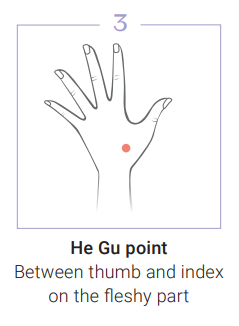 3
He Gu point
Between thumb and index
on the fleshy part